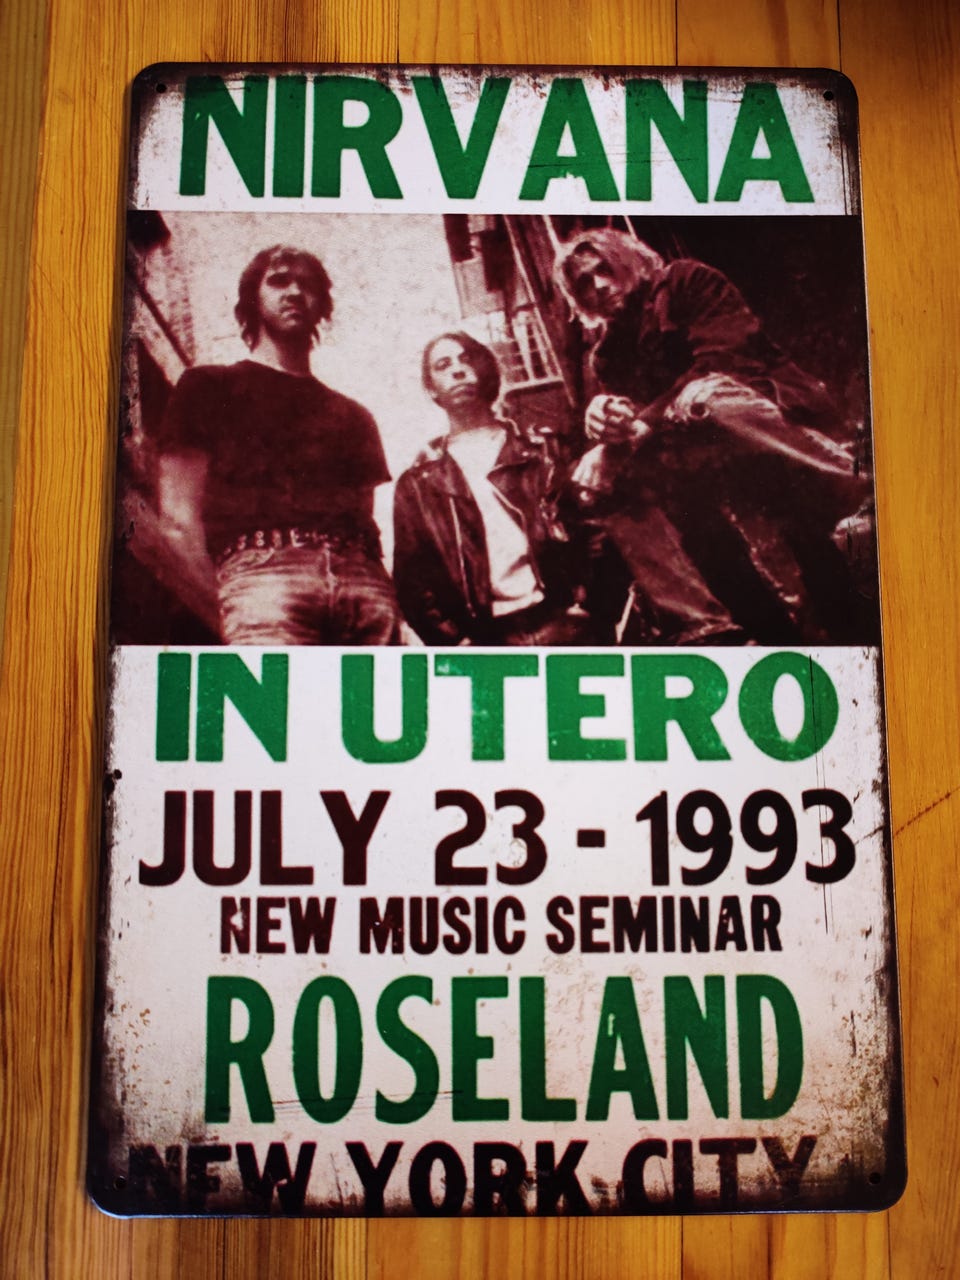 NIRVANA
IN UTERO
JULY 23 - 1993
NEW MUSIC SEMINAR
ROSELAND
NEW YORK CITY